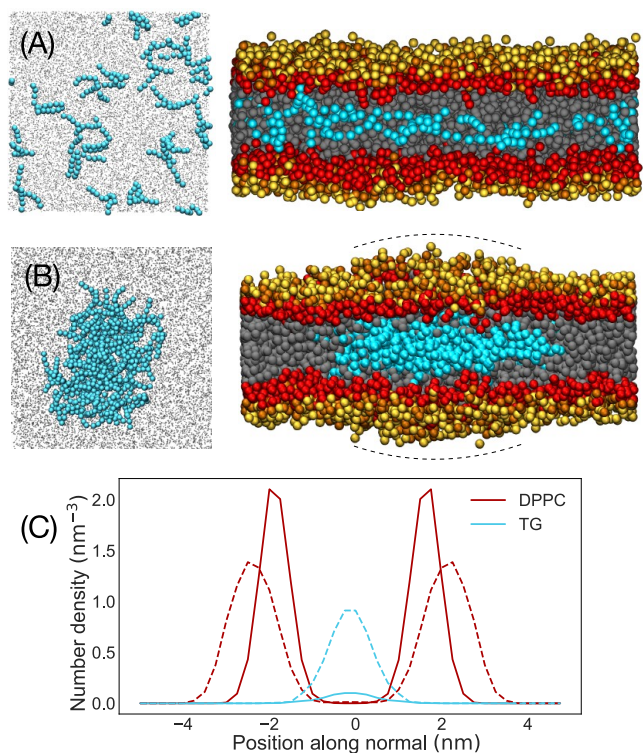 (A)
(B)
(C)
Number density (nm⁻³)
2.0
1.5
1.0
0.5
0.0
DPPC
TG
−4 −2 0 2 4
Position along normal (nm)